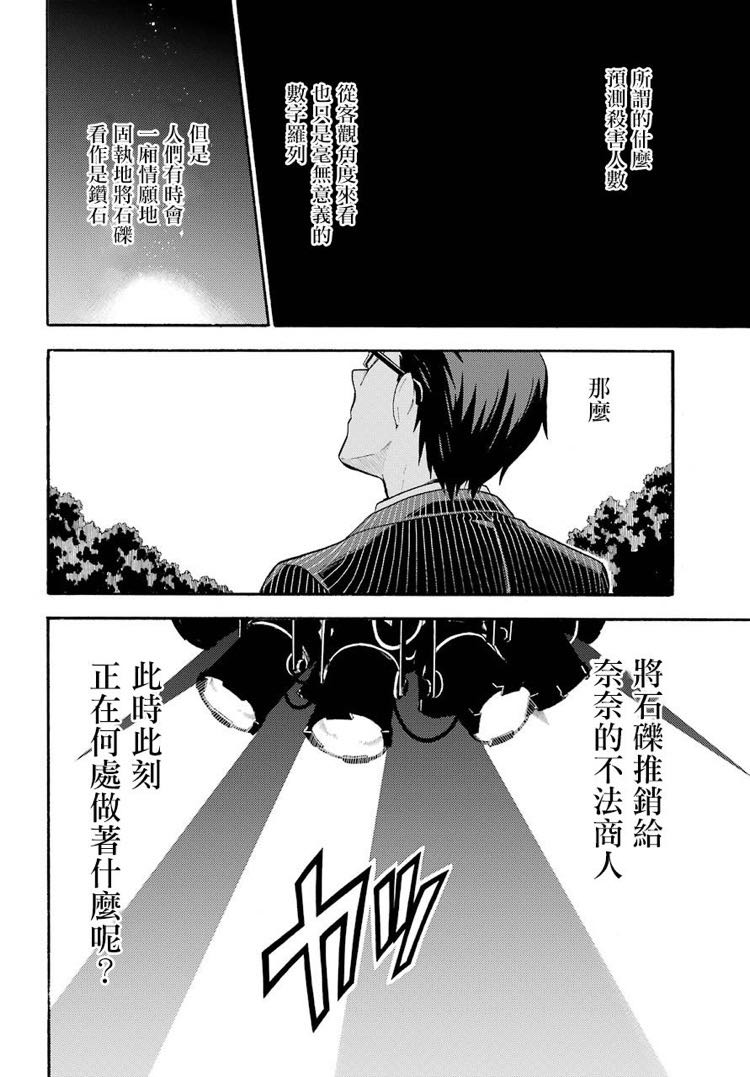 所謂的什麼
預測殺害人數
從客觀角度來看
也只是毫無意義的
數字羅列
但是
人們有時會
一廂情願地
固執地將石礫
看作是鑽石
那麼
將石礫推銷給
奈奈的不法商人
此時此刻
正在何處做著什麼呢？
カッ